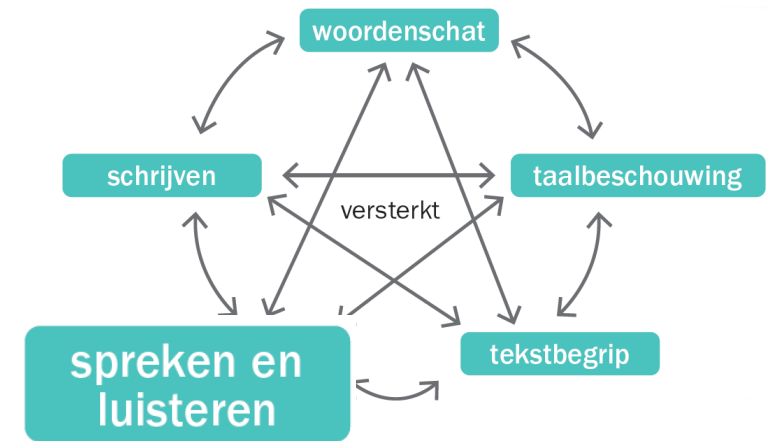 woordenschat
schrijven
taalbeschouwing
versterkt
spreken en
luisteren
tekstbegrip